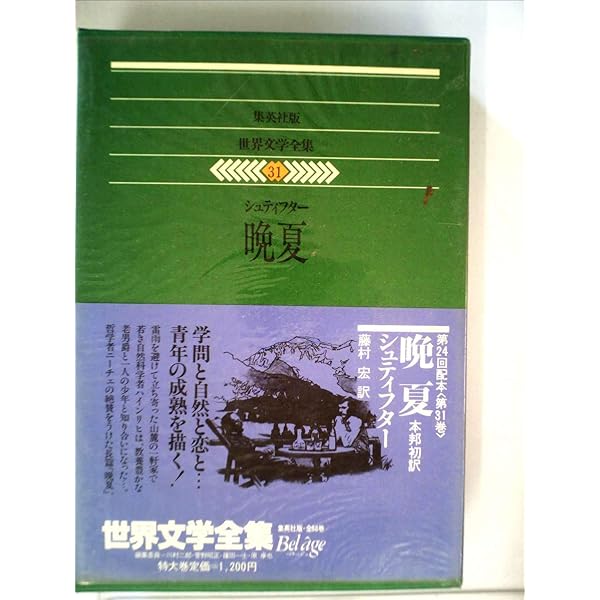 集英社版
世界文学全集
31
シュティフター
晩夏
第24回配本〈第31巻〉
晩夏 本邦初訳
シュティフター
藤村 宏 訳
学問と自然と恋と…
青年の成熟を描く!
雷雨を避けて立ち寄った山麓の一軒家で
若き自然科学者ハインリヒは、教養豊かな
老男爵と一人の少年と知り合いになった…。
哲学者ニーチェの絶賛をうけた長篇『晩夏』。
世界文学全集
集英社版・全88巻
Belage
特大巻定価=1,200円